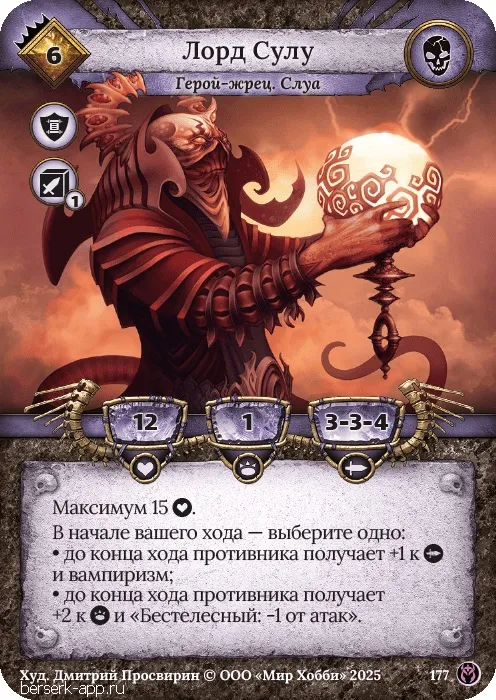 6
Лорд Сулу
Герой-жрец. Слуа
1
12
1
3-3-4
Максимум 15 .
В начале вашего хода — выберите одно:
• до конца хода противника получает +1 к
и вампиризм;
• до конца хода противника получает
+2 к и «Бестелесный: -1 от атак».
Худ. Дмитрий Просвирин © ООО «Мир Хобби» 2025 177
berserk-app.ru